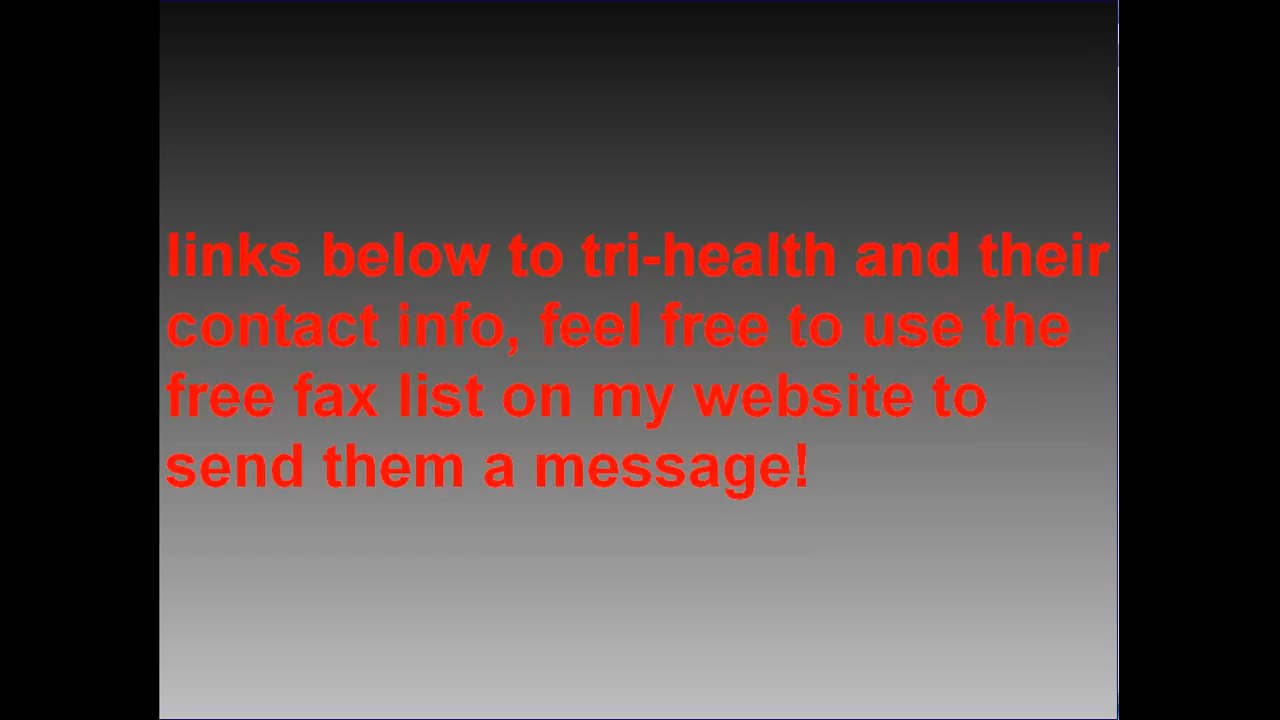 links below to tri-health and their
contact info, feel free to use the
free fax list on my website to
send them a message!